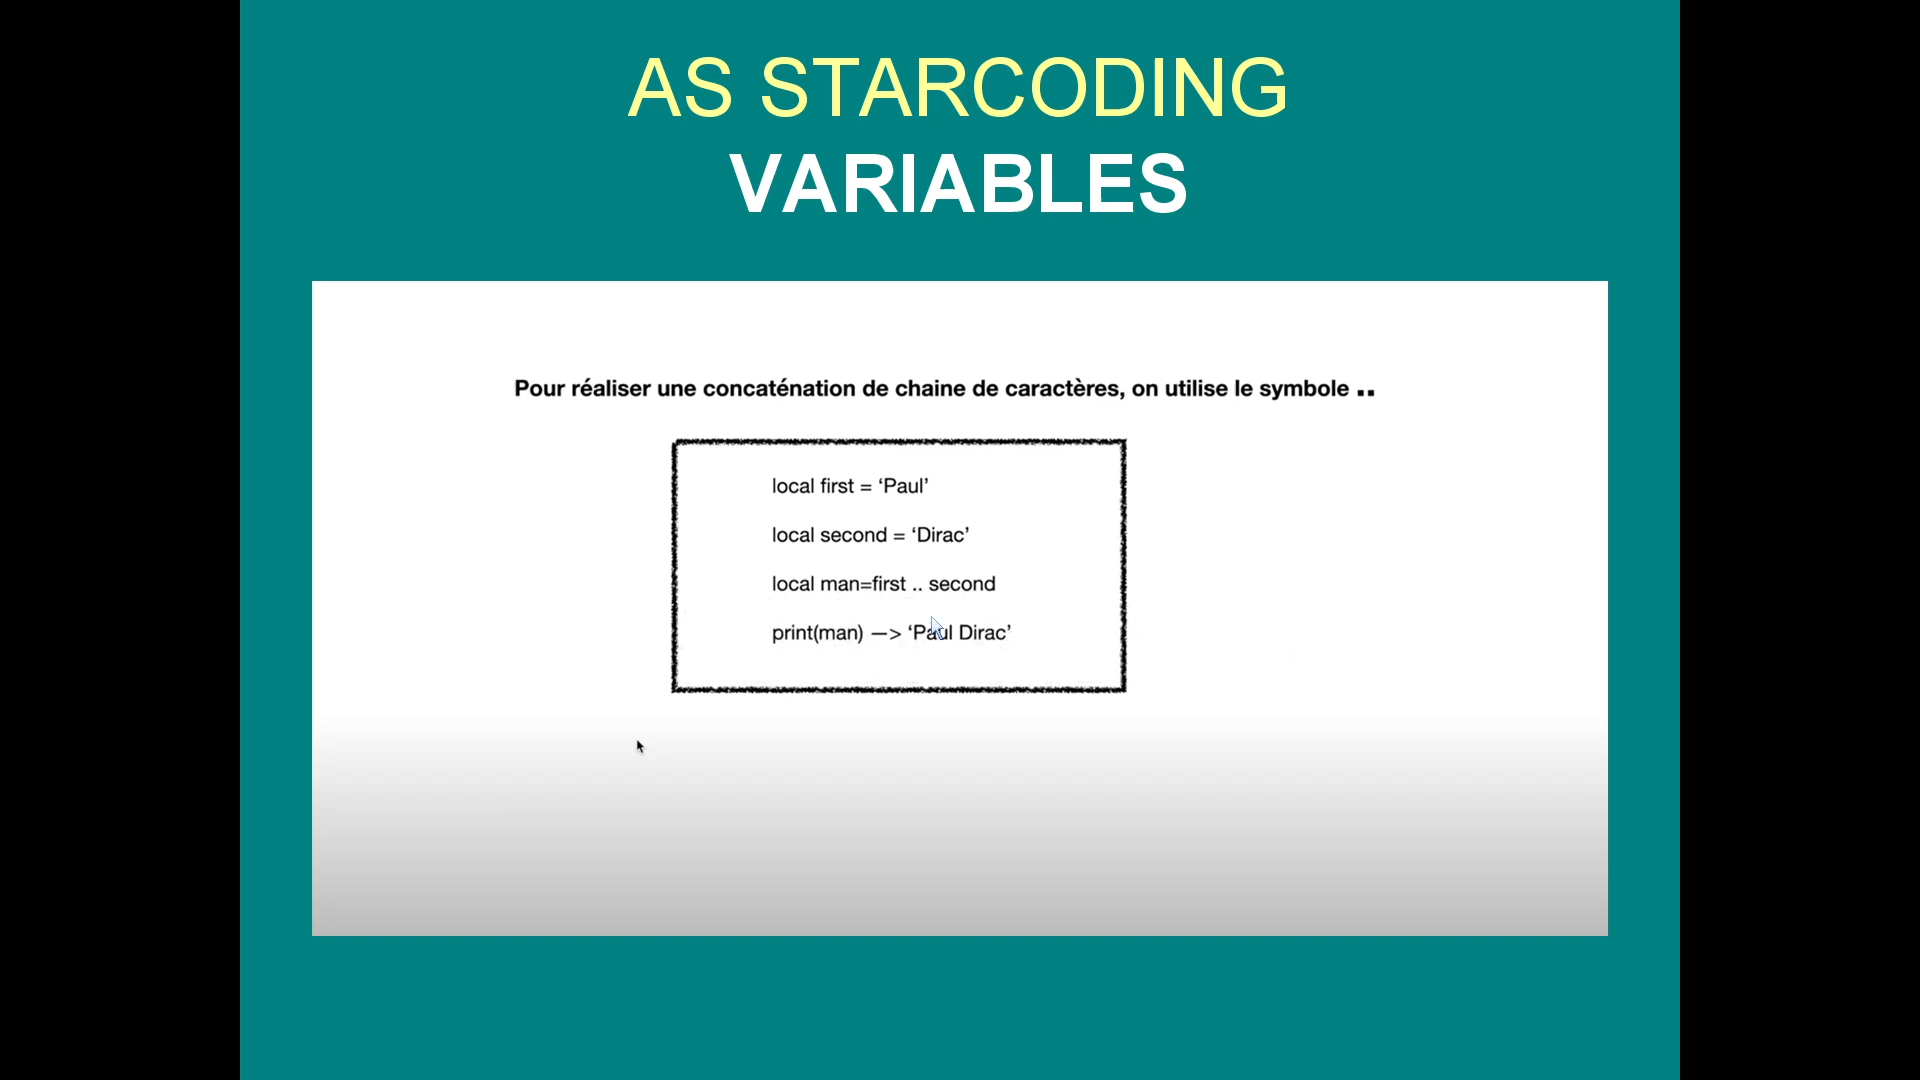 AS STARCODING
VARIABLES
Pour réaliser une concaténation de chaine de caractères, on utilise le symbole ..
local first = ‘Paul’
local second = ‘Dirac’
local man=first .. second
print(man) —> ‘Paul Dirac’